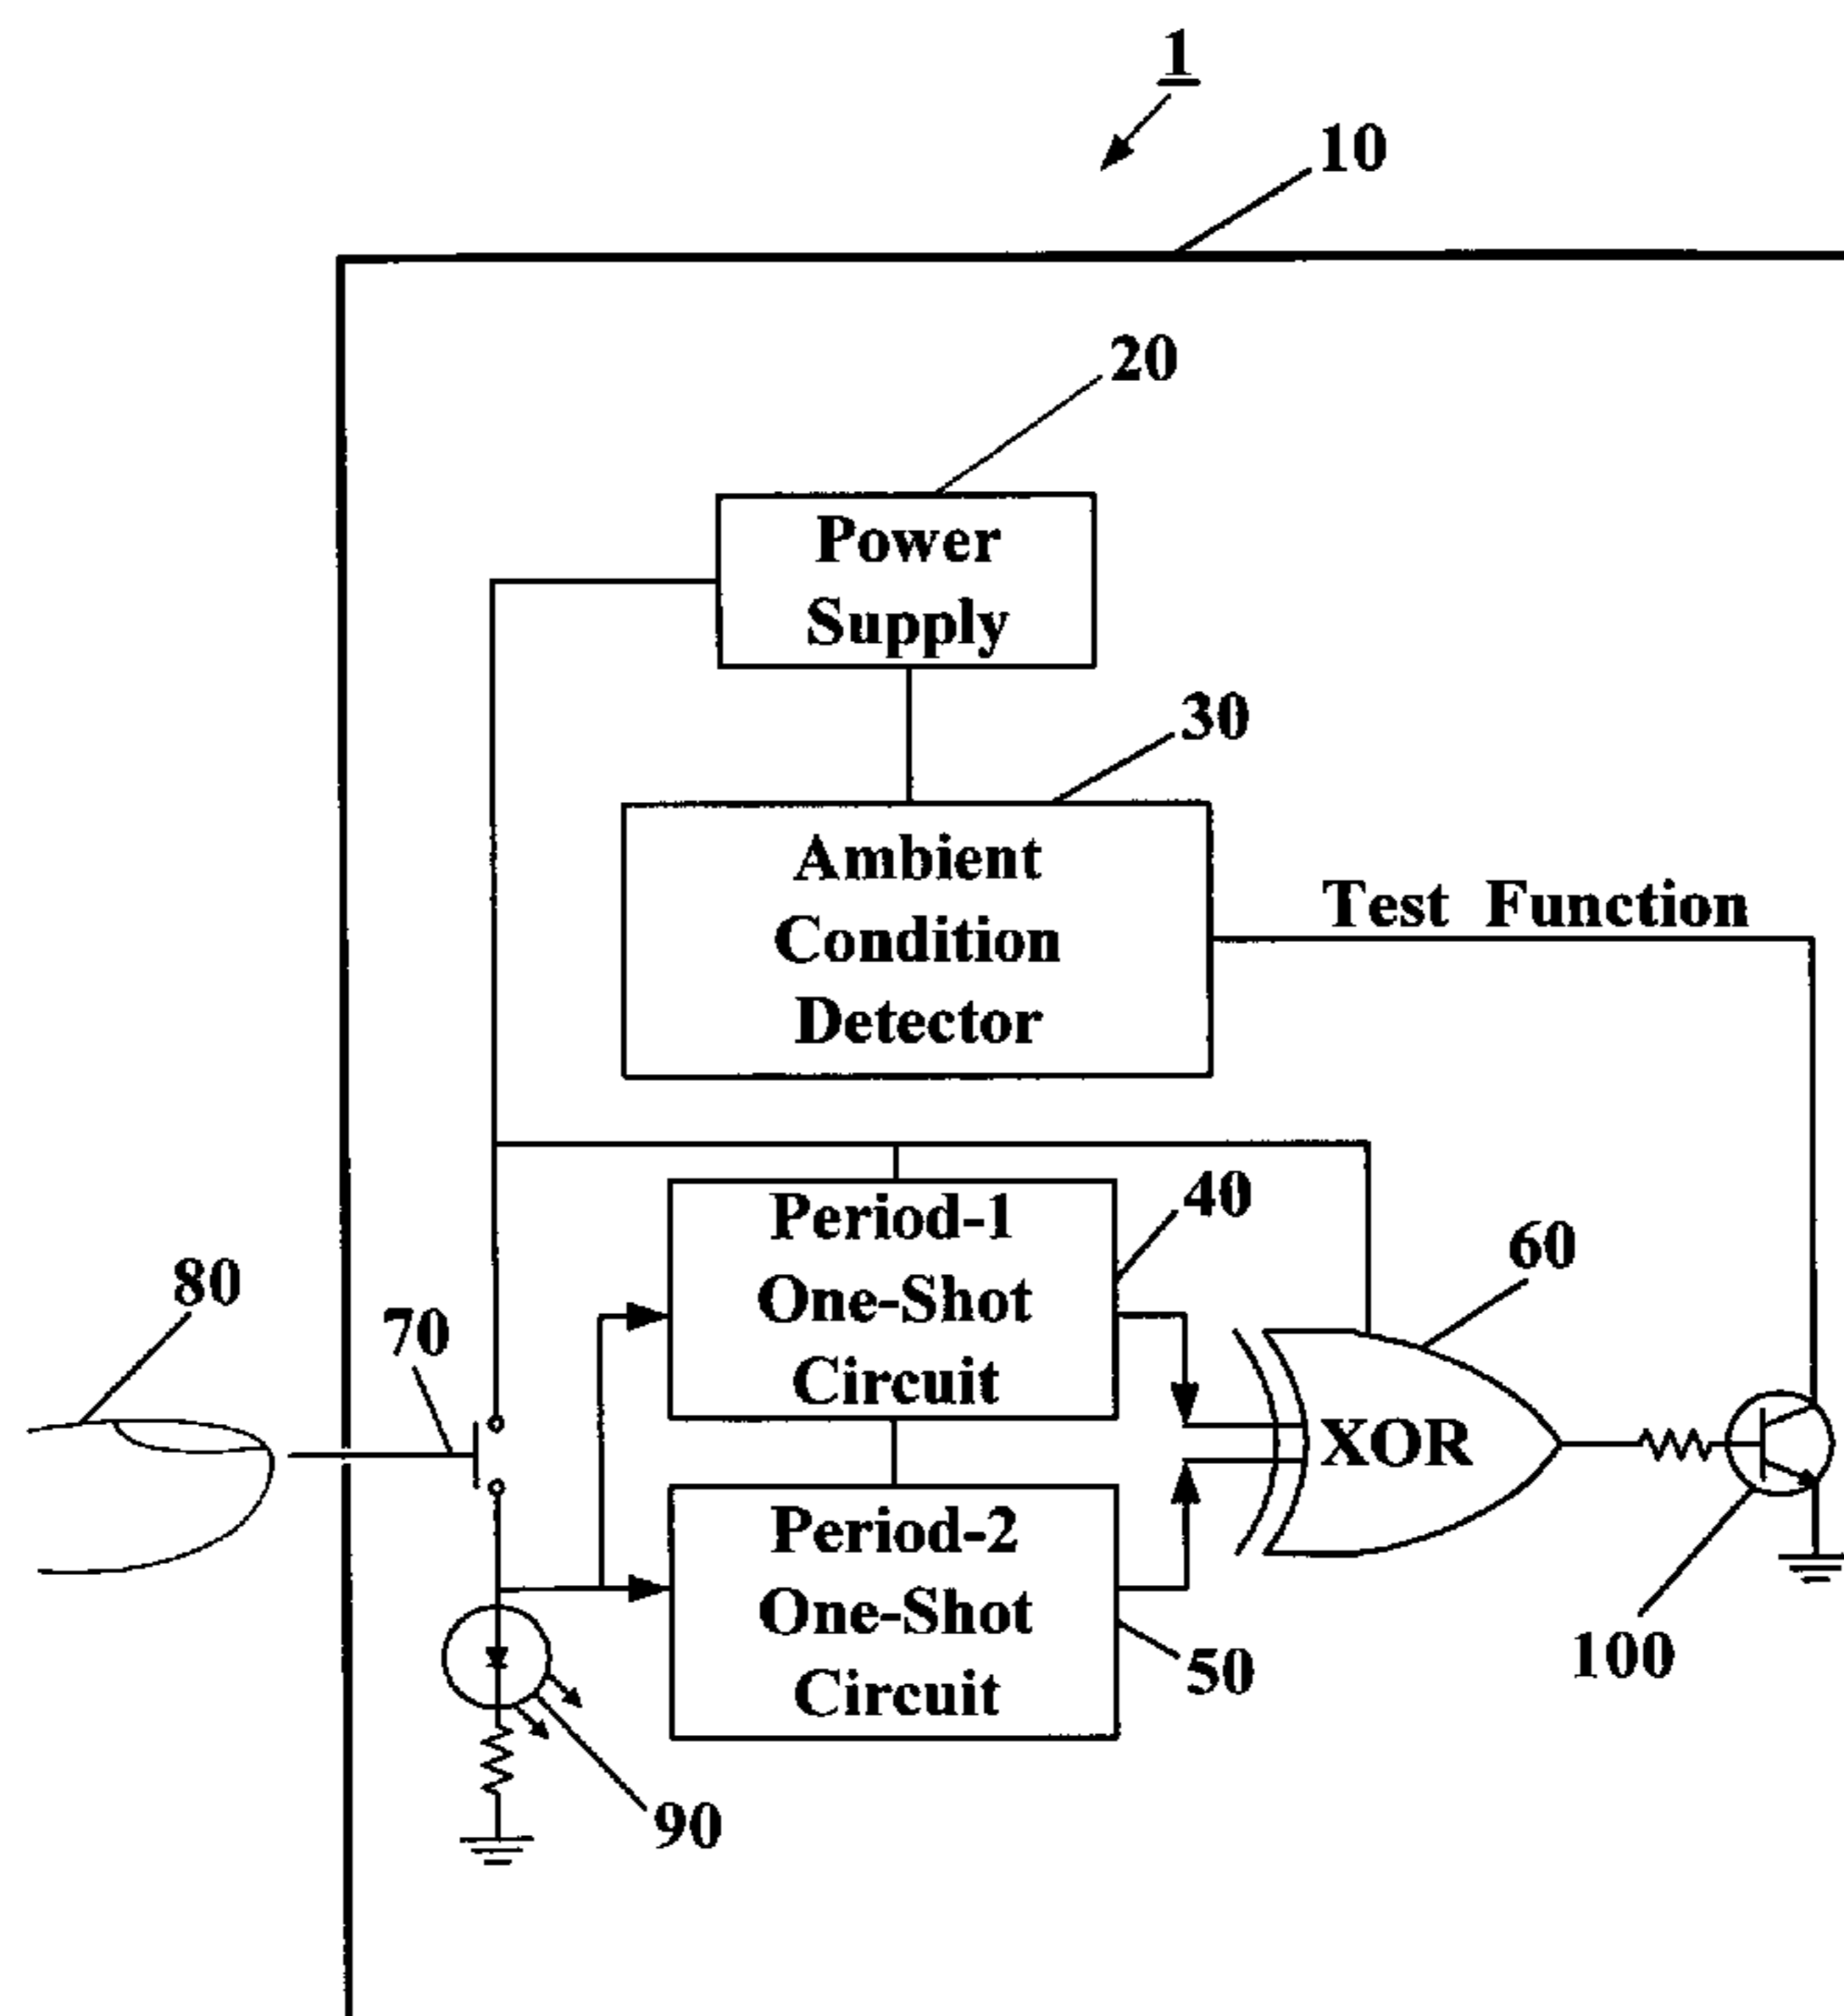 1
10
20
Power
Supply
30
Ambient
Condition
Detector
Test Function
Period-1
One-Shot
Circuit
40
60
80
70
XOR
Period-2
One-Shot
Circuit
50
100
90